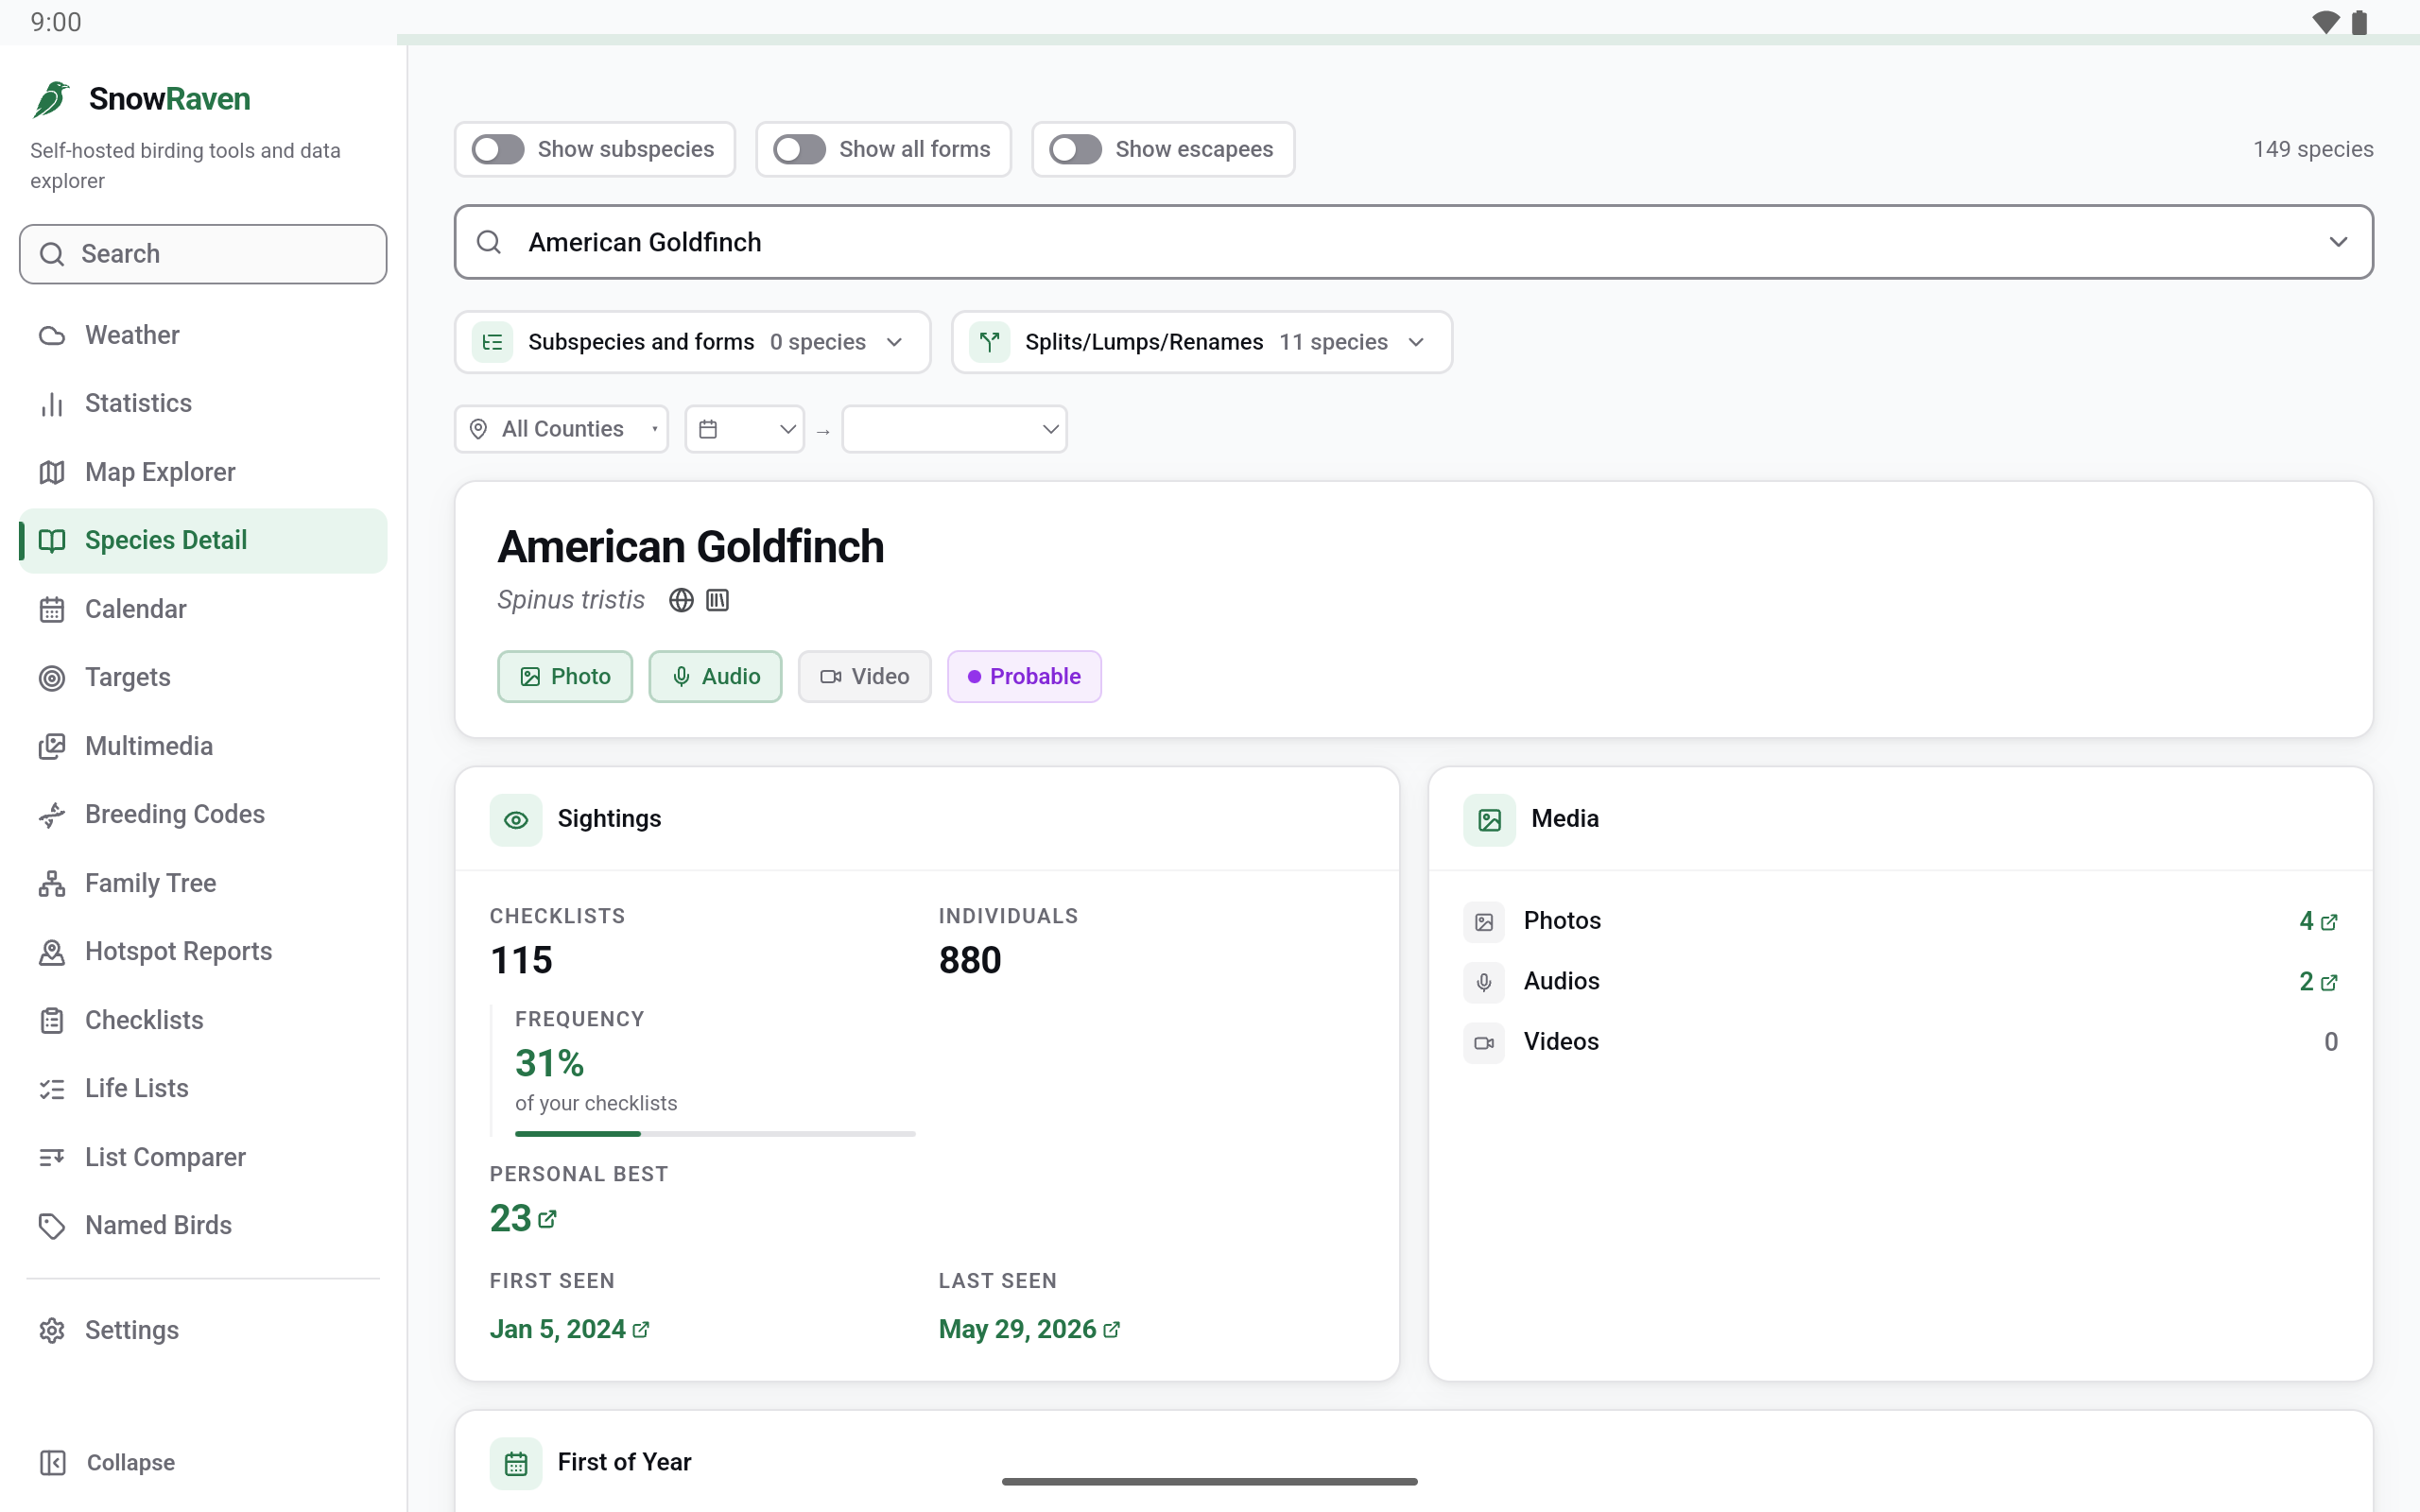 9:00
SnowRaven
Self-hosted birding tools and data
explorer
Search
Weather
Statistics
Map Explorer
Species Detail
Calendar
Targets
Multimedia
Breeding Codes
Family Tree
Hotspot Reports
Checklists
Life Lists
List Comparer
Named Birds
Settings
Collapse
Show subspecies
Show all forms
Show escapees
149 species
American Goldfinch
Subspecies and forms 0 species
Splits/Lumps/Renames 11 species
All Counties
→
American Goldfinch
Spinus tristis
Photo
Audio
Video
Probable
Sightings
CHECKLISTS
115
INDIVIDUALS
880
FREQUENCY
31%
of your checklists
PERSONAL BEST
23
FIRST SEEN
Jan 5, 2024
LAST SEEN
May 29, 2026
Media
Photos 4
Audios 2
Videos 0
First of Year